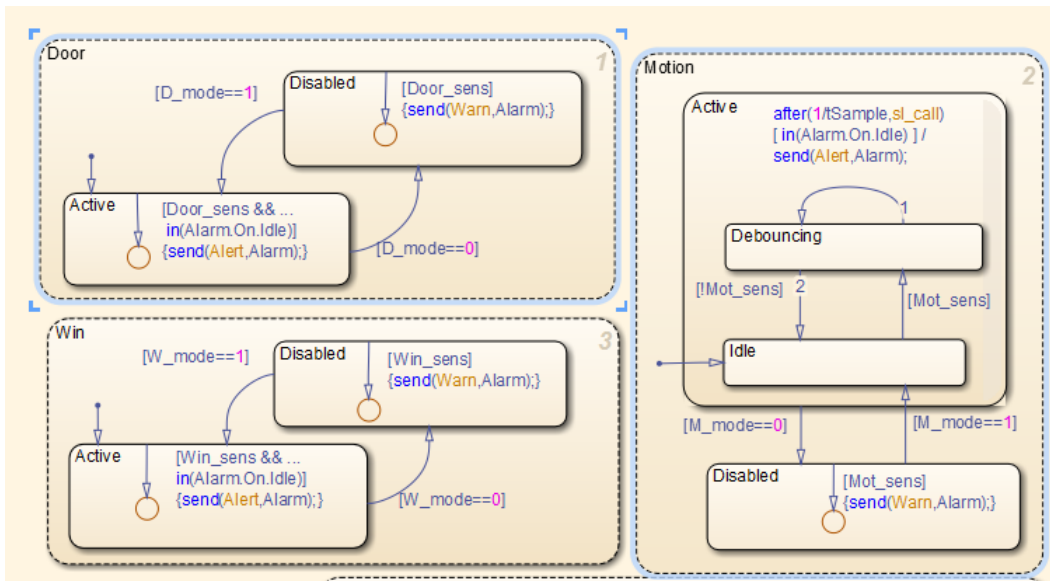 Door
1
[D_mode==1]
Disabled
[Door_sens]
{send(Warn,Alarm);}
Active
[Door_sens && ...
in(Alarm.On.Idle)]
{send(Alert,Alarm);}
[D_mode==0]
Motion
2
Active
after(1/tSample,sl_call)
[ in(Alarm.On.Idle) ] /
send(Alert,Alarm);
1
Debouncing
[!Mot_sens]
2
[Mot_sens]
Idle
[M_mode==0]
[M_mode==1]
Disabled
[Mot_sens]
{send(Warn,Alarm);}
Win
3
[W_mode==1]
Disabled
[Win_sens]
{send(Warn,Alarm);}
Active
[Win_sens && ...
in(Alarm.On.Idle)]
{send(Alert,Alarm);}
[W_mode==0]